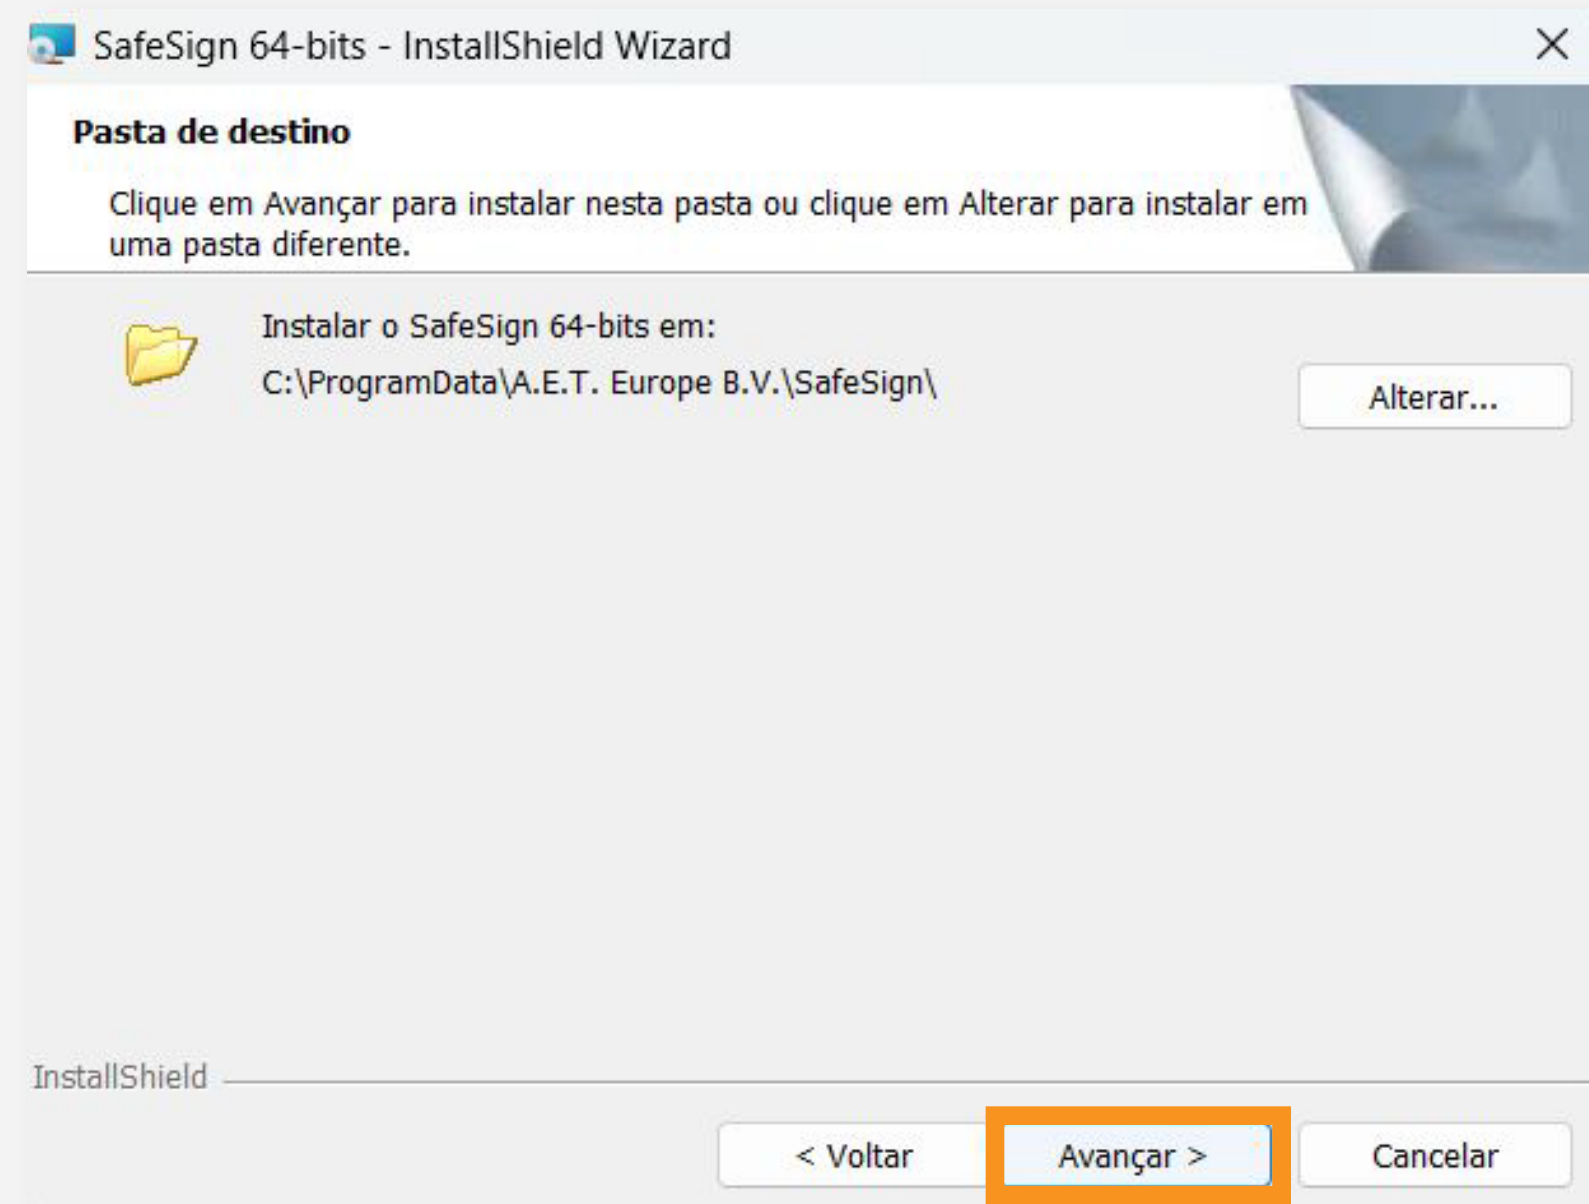 SafeSign 64-bits - InstallShield Wizard
Pasta de destino
Clique em Avançar para instalar nesta pasta ou clique em Alterar para instalar em
uma pasta diferente.
Instalar o SafeSign 64-bits em:
C:\ProgramData\A.E.T. Europe B.V.\SafeSign\
Alterar...
InstallShield
< Voltar
Avançar >
Cancelar